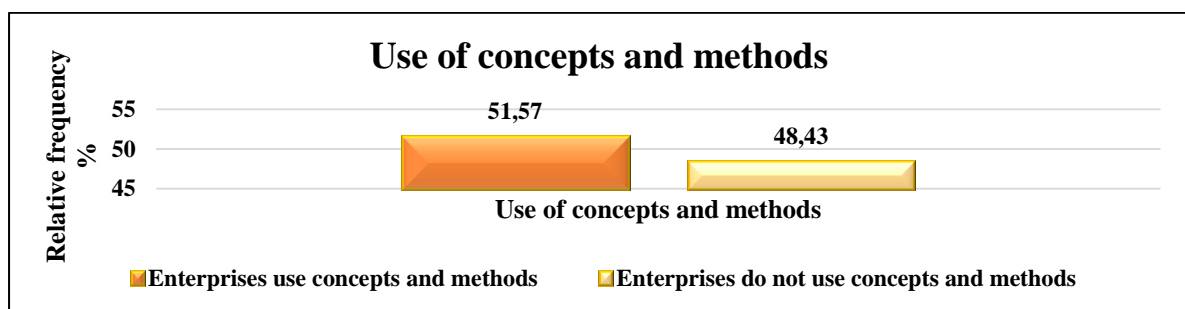 Use of concepts and methods
Relative frequency
%
55
50
45
51,57
48,43
Use of concepts and methods
Enterprises use concepts and methods
Enterprises do not use concepts and methods